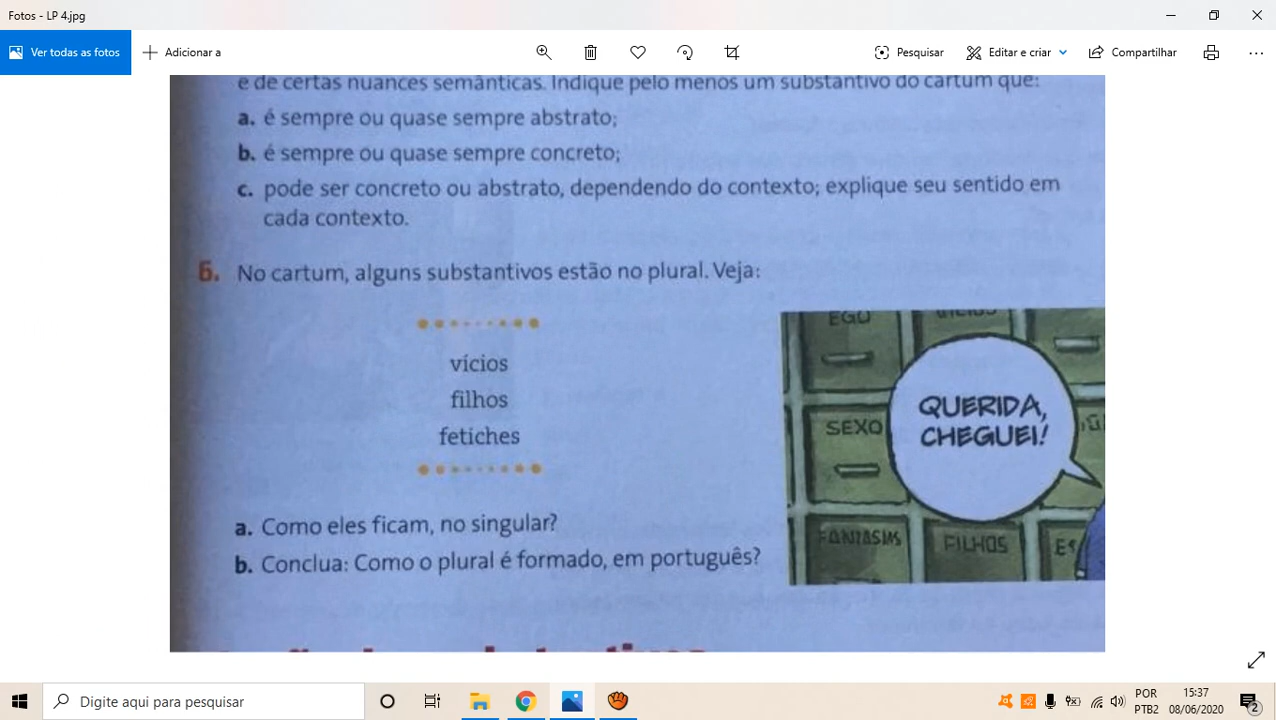 Fotos - LP 4.jpg
Ver todas as fotos
Adicionar a
Pesquisar
Editar e criar
Compartilhar
e de certas nuances semânticas. Indique pelo menos um substantivo do cartum que:
a. é sempre ou quase sempre abstrato;
b. é sempre ou quase sempre concreto;
c. pode ser concreto ou abstrato, dependendo do contexto; explique seu sentido em
cada contexto.
6. No cartum, alguns substantivos estão no plural. Veja:
vícios
filhos
fetiches
a. Como eles ficam, no singular?
b. Conclua: Como o plural é formado, em português?
EGO
QUERIDA,
CHEGUEI!
SEXO
FANTASIAS
FILHOS
Digite aqui para pesquisar
POR
PTB2
15:37
08/06/2020
2